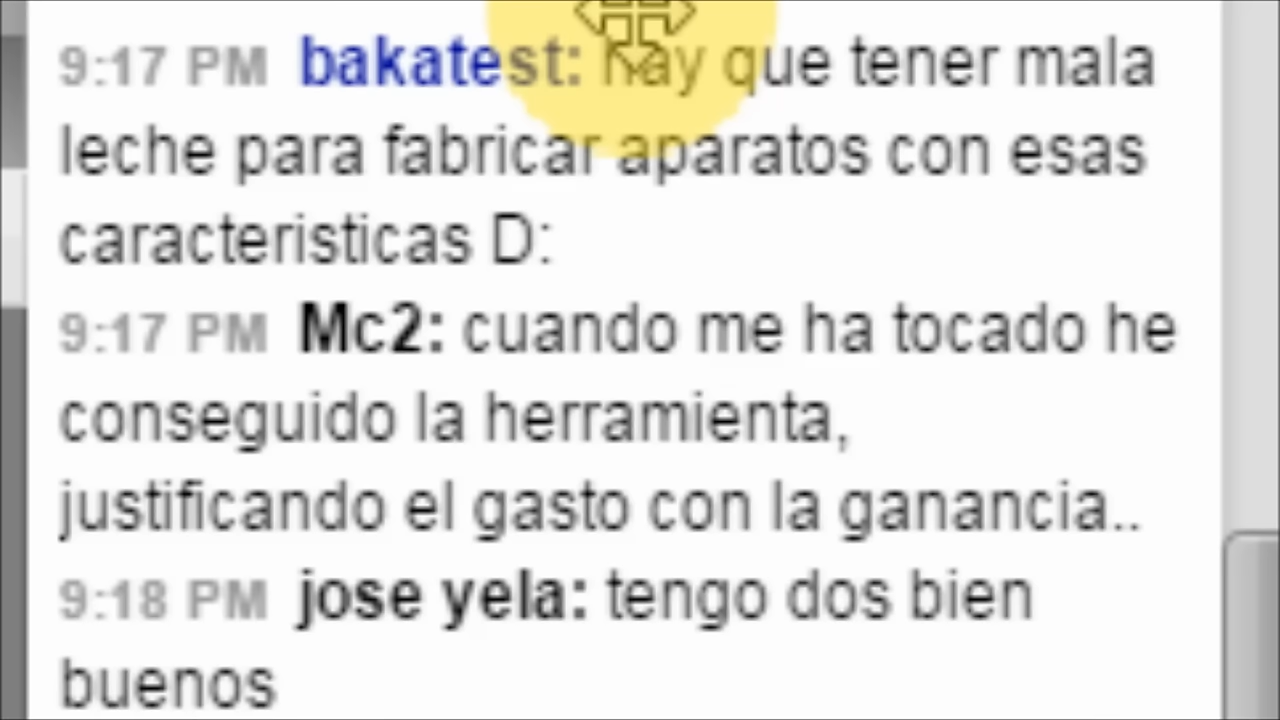 9:17 PM bakatest: hay que tener mala
leche para fabricar aparatos con esas
caracteristicas D:
9:17 PM Mc2: cuando me ha tocado he
conseguido la herramienta,
justificando el gasto con la ganancia..
9:18 PM jose yela: tengo dos bien
buenos